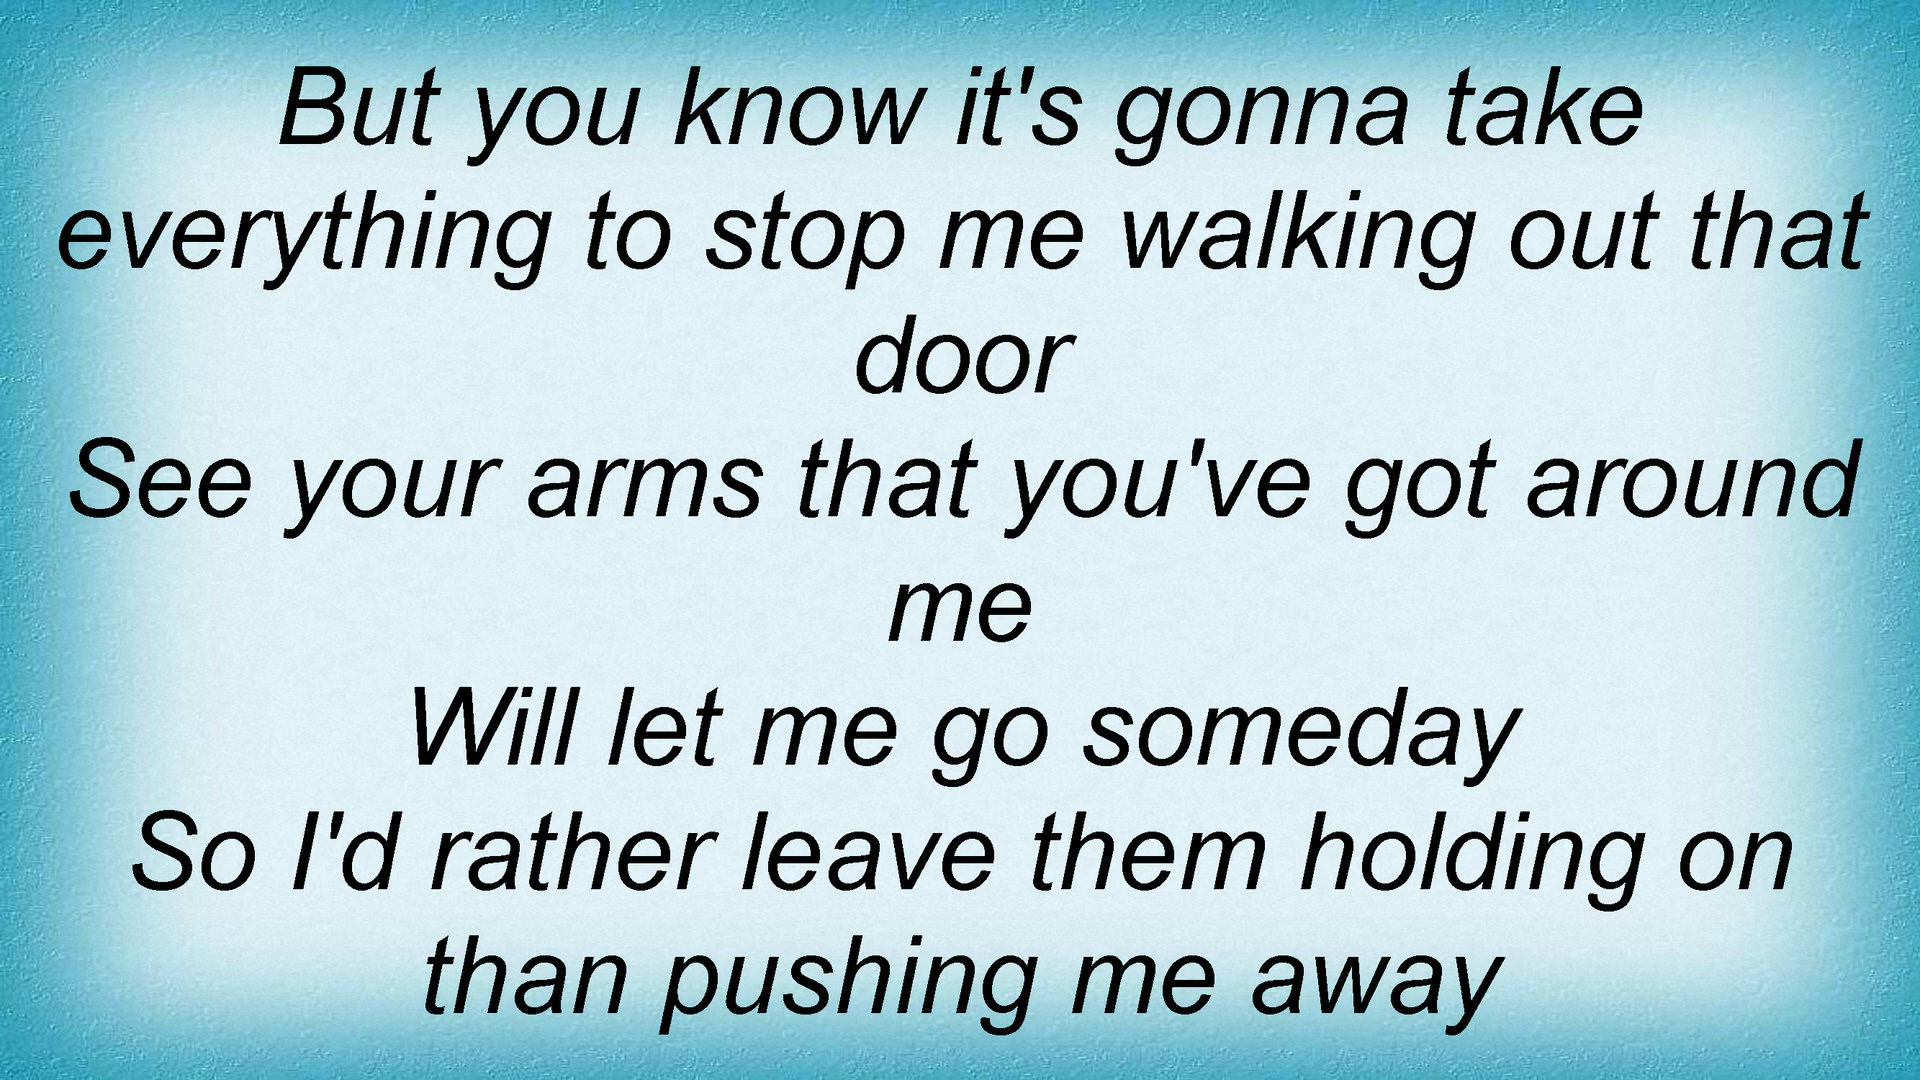 But you know it's gonna take
everything to stop me walking out that
door
See your arms that you've got around
me
Will let me go someday
So I'd rather leave them holding on
than pushing me away